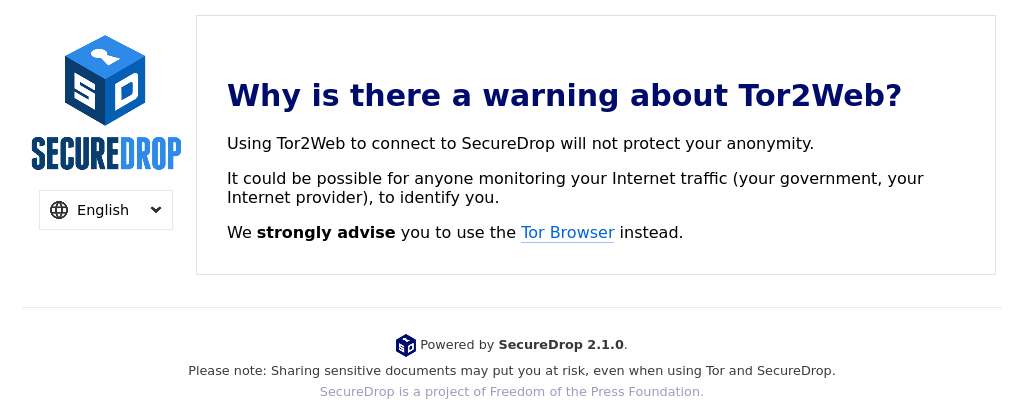 SD
SECUREDROP
English
Why is there a warning about Tor2Web?
Using Tor2Web to connect to SecureDrop will not protect your anonymity.
It could be possible for anyone monitoring your Internet traffic (your government, your
Internet provider), to identify you.
We strongly advise you to use the Tor Browser instead.
SD
Powered by SecureDrop 2.1.0.
Please note: Sharing sensitive documents may put you at risk, even when using Tor and SecureDrop.
SecureDrop is a project of Freedom of the Press Foundation.